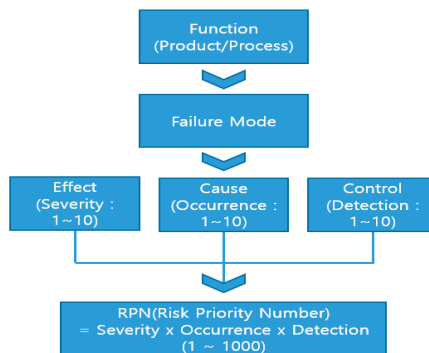 Function
(Product/Process)
Failure Mode
Effect
(Severity :
1~10)
Cause
(Occurrence :
1~10)
Control
(Detection :
1~10)
RPN(Risk Priority Number)
= Severity x Occurrence x Detection
(1 ~ 1000)